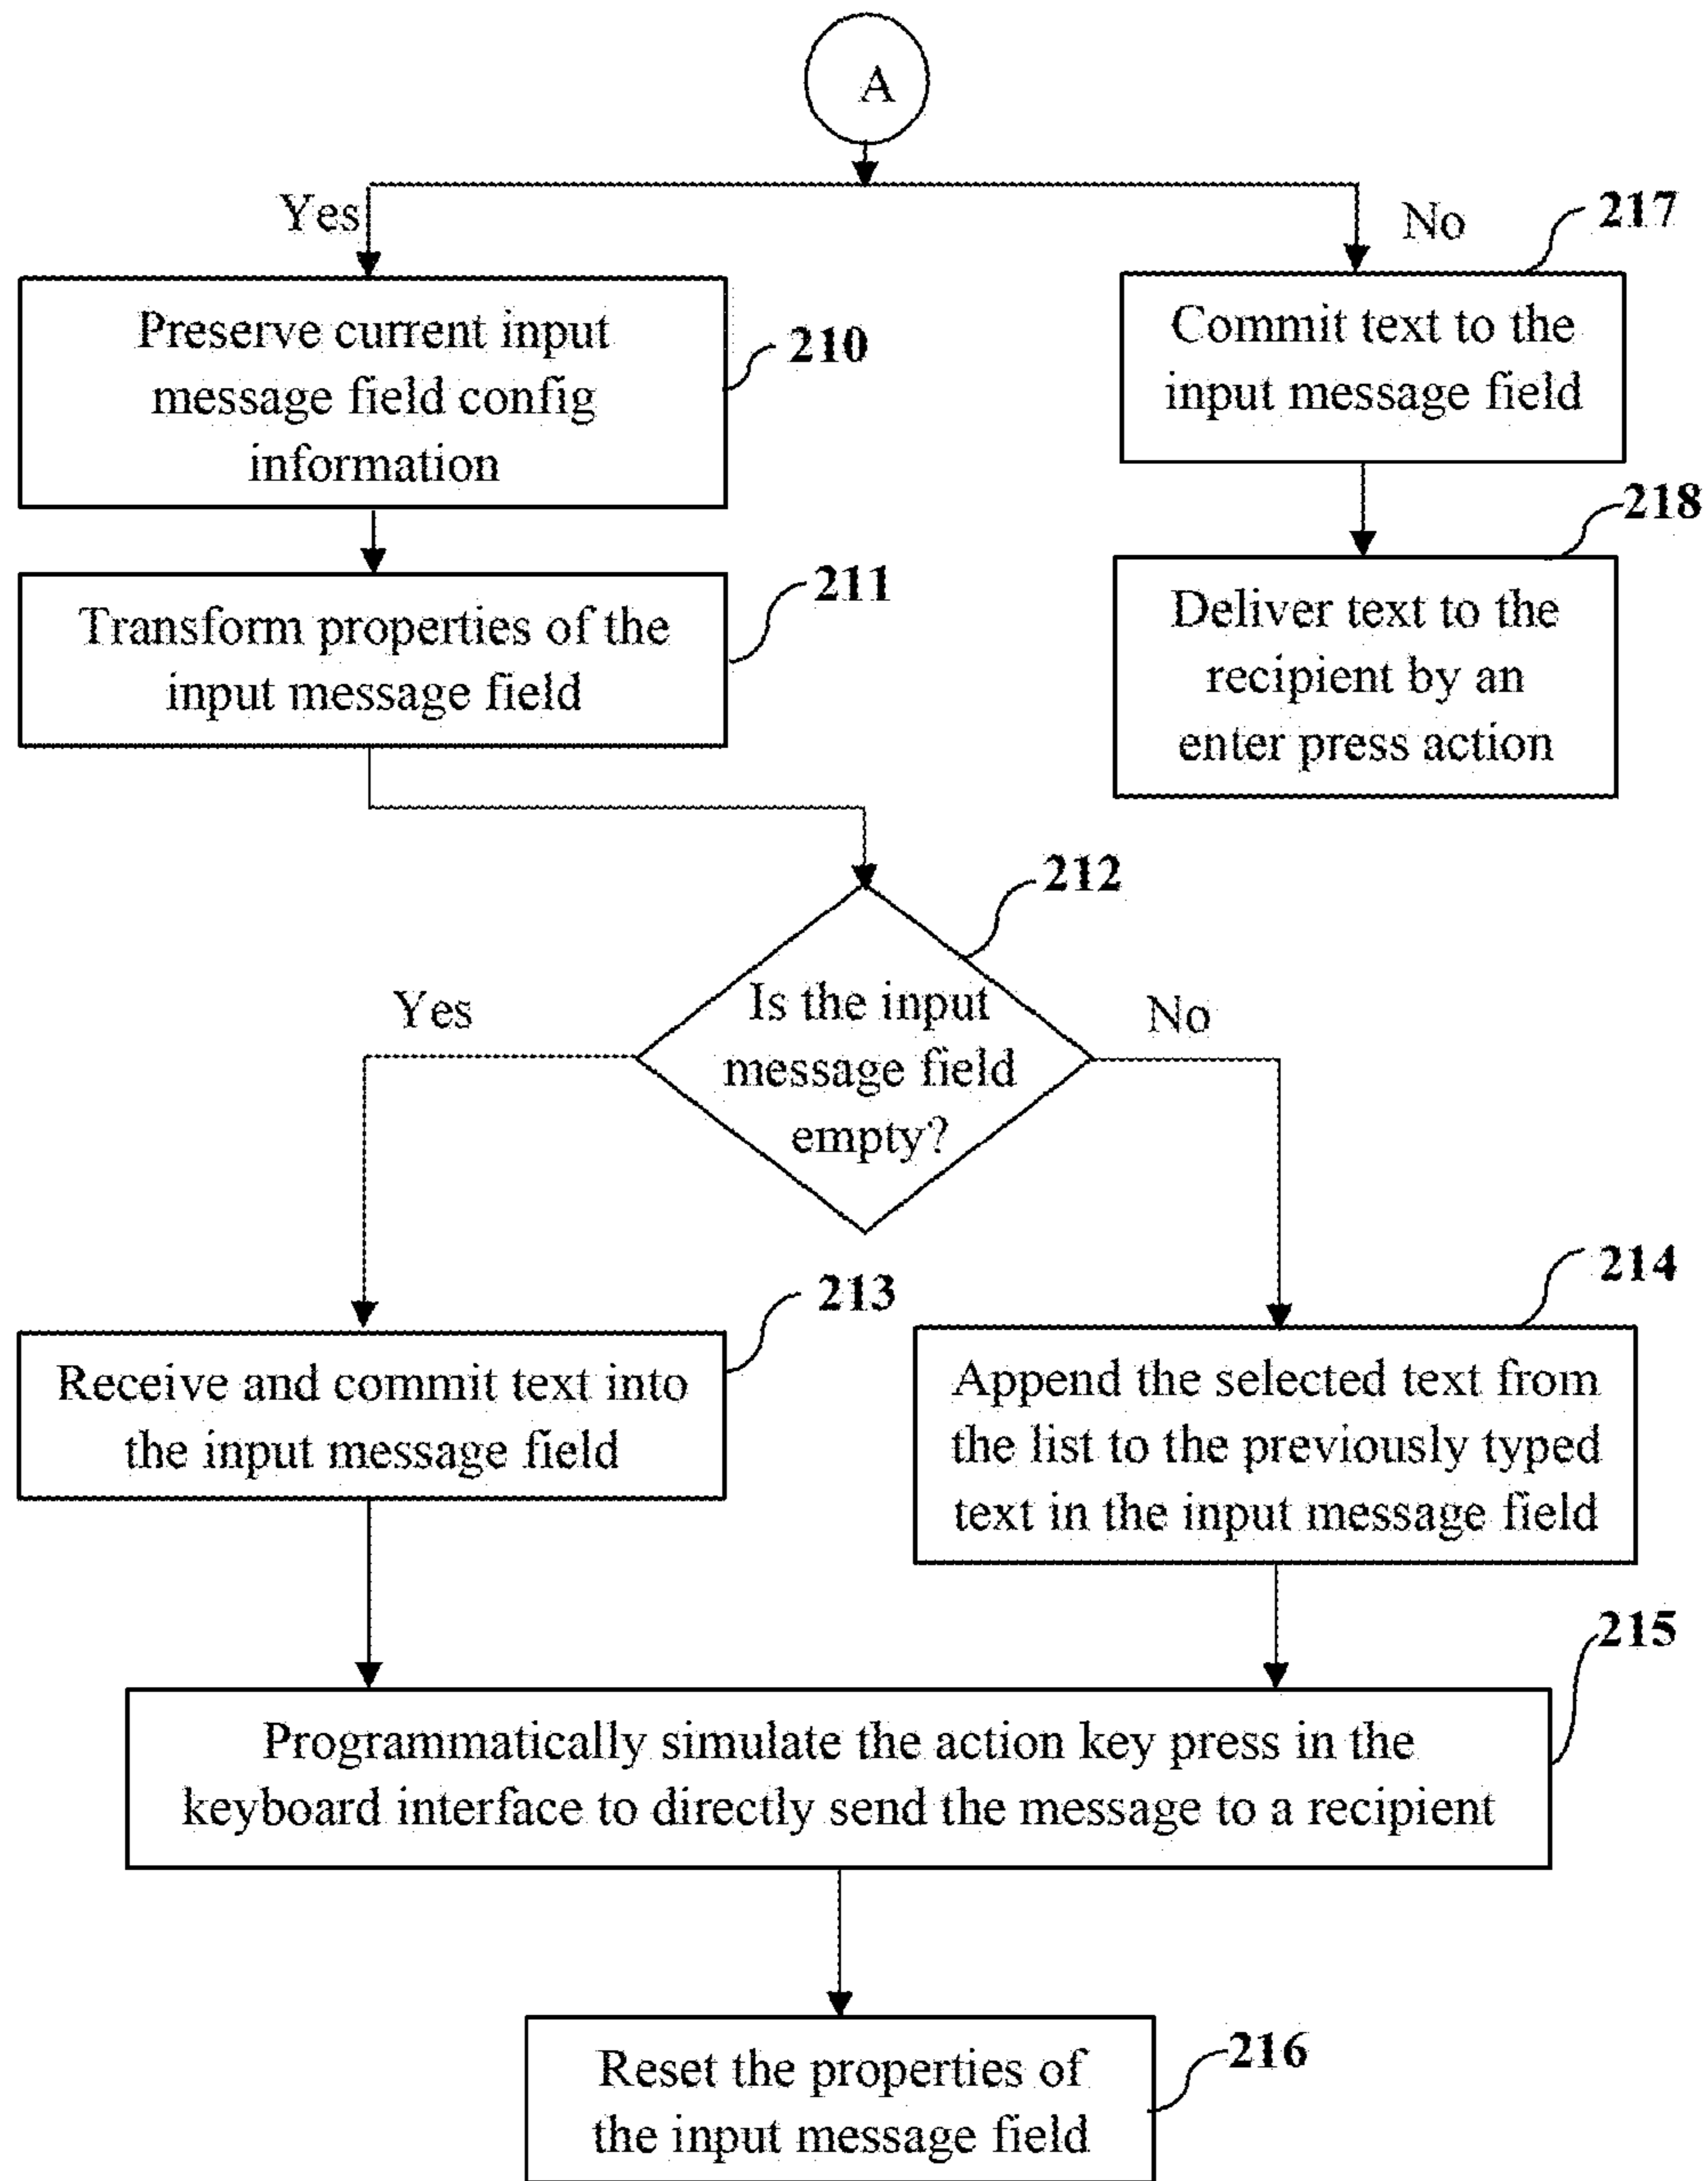 A
Yes
No
217
Preserve current input
message field config
information
210
Commit text to the
input message field
218
Transform properties of the
input message field
211
Deliver text to the
recipient by an
enter press action
212
Is the input
message field
empty?
Yes
No
213
214
Receive and commit text into
the input message field
Append the selected text from
the list to the previously typed
text in the input message field
215
Programmatically simulate the action key press in the
keyboard interface to directly send the message to a recipient
Reset the properties of
the input message field
216